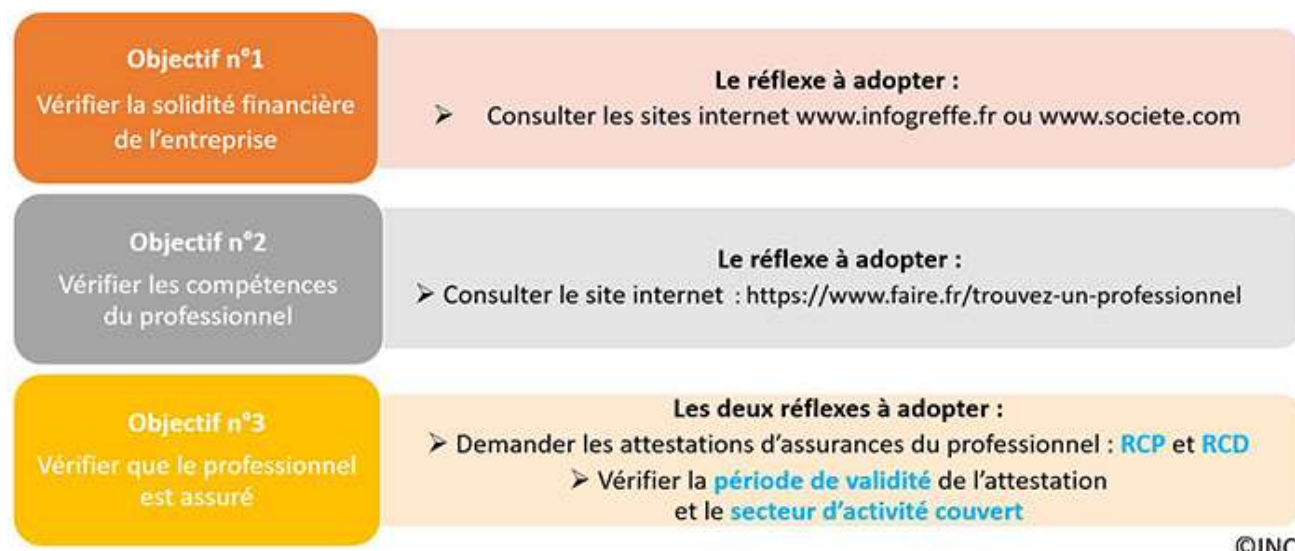 Objectif n°1
Vérifier la solidité financière
de l'entreprise
Le réflexe à adopter :
➢ Consulter les sites internet www.infogreffe.fr ou www.societe.com
Objectif n°2
Vérifier les compétences
du professionnel
Le réflexe à adopter :
➢ Consulter le site internet : https://www.faire.fr/trouvez-un-professionnel
Objectif n°3
Vérifier que le professionnel
est assuré
Les deux réflexes à adopter :
➢ Demander les attestations d'assurances du professionnel : RCP et RCD
➢ Vérifier la période de validité de l'attestation
et le secteur d'activité couvert
©INC